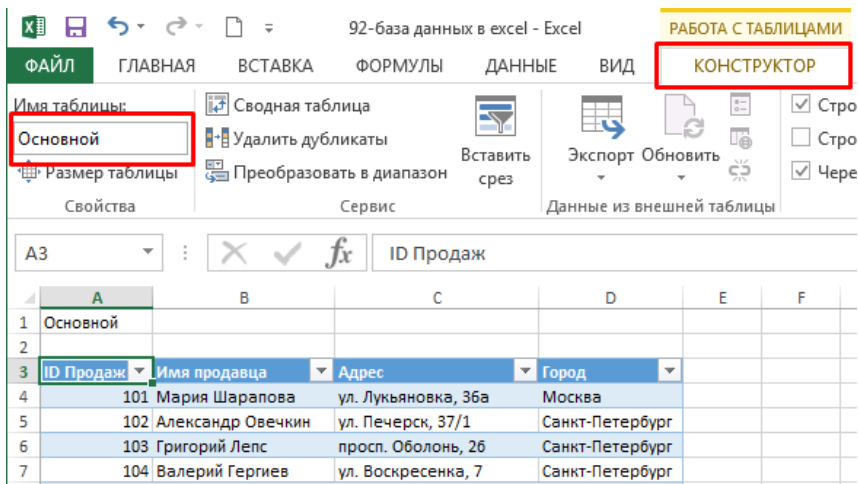 92-база данных в excel - Excel
РАБОТА С ТАБЛИЦАМИ
ФАЙЛ ГЛАВНАЯ ВСТАВКА ФОРМУЛЫ ДАННЫЕ ВИД КОНСТРУКТОР
Имя таблицы:
Основной
Размер таблицы
Свойства
Сводная таблица
Удалить дубликаты
Преобразовать в диапазон
Сервис
Вставить
срез
Экспорт Обновить
Данные из внешней таблицы
Стро
Стро
Чере
A3 fx ID Продаж
A B C D E F
1 Основной
2
3 ID Продаж Имя продавца Адрес Город
4 101 Мария Шарапова ул. Лукьяновка, 36а Москва
5 102 Александр Овечкин ул. Печерск, 37/1 Санкт-Петербург
6 103 Григорий Лепс просп. Оболонь, 2б Санкт-Петербург
7 104 Валерий Гергиев ул. Воскресенка, 7 Санкт-Петербург